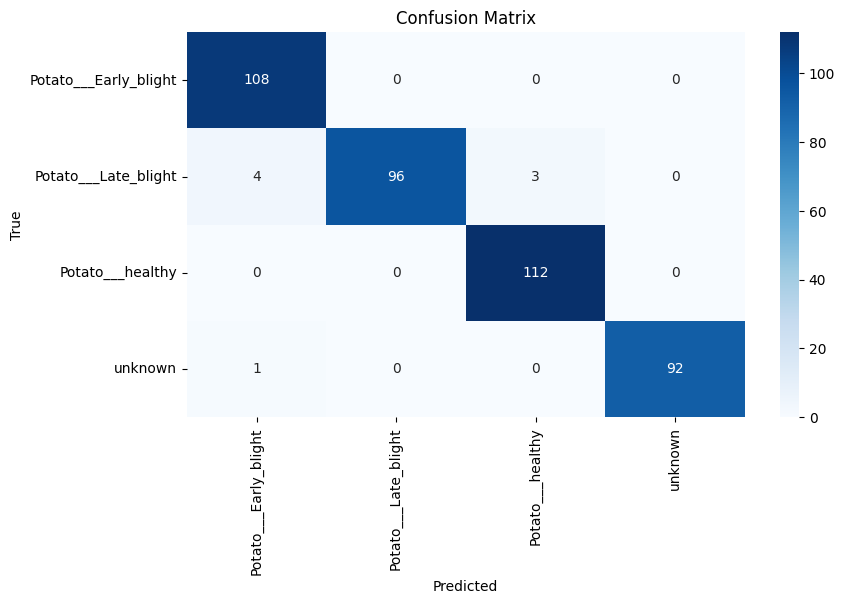 Confusion Matrix
Potato___Early_blight 108 0 0 0
Potato___Late_blight 4 96 3 0
Potato___healthy 0 0 112 0
unknown 1 0 0 92
True
Potato___Early_blight
Potato___Late_blight
Potato___healthy
unknown
Predicted
100
80
60
40
20
0